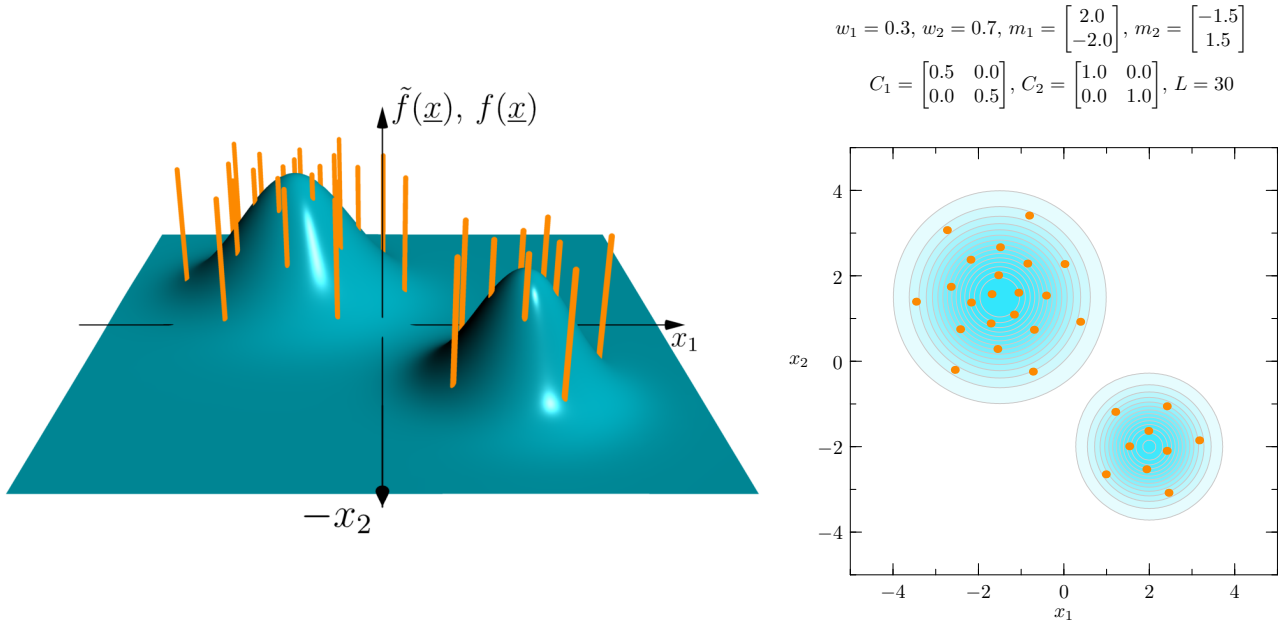 f̃(x), f(x)
x₁
−x₂
w₁ = 0.3, w₂ = 0.7, m₁ = [2.0 −2.0], m₂ = [−1.5 1.5]
C₁ = [0.5 0.0 0.0 0.5], C₂ = [1.0 0.0 0.0 1.0], L = 30
4
2
x₂ 0
−2
−4
−4 −2 0 2 4
x₁